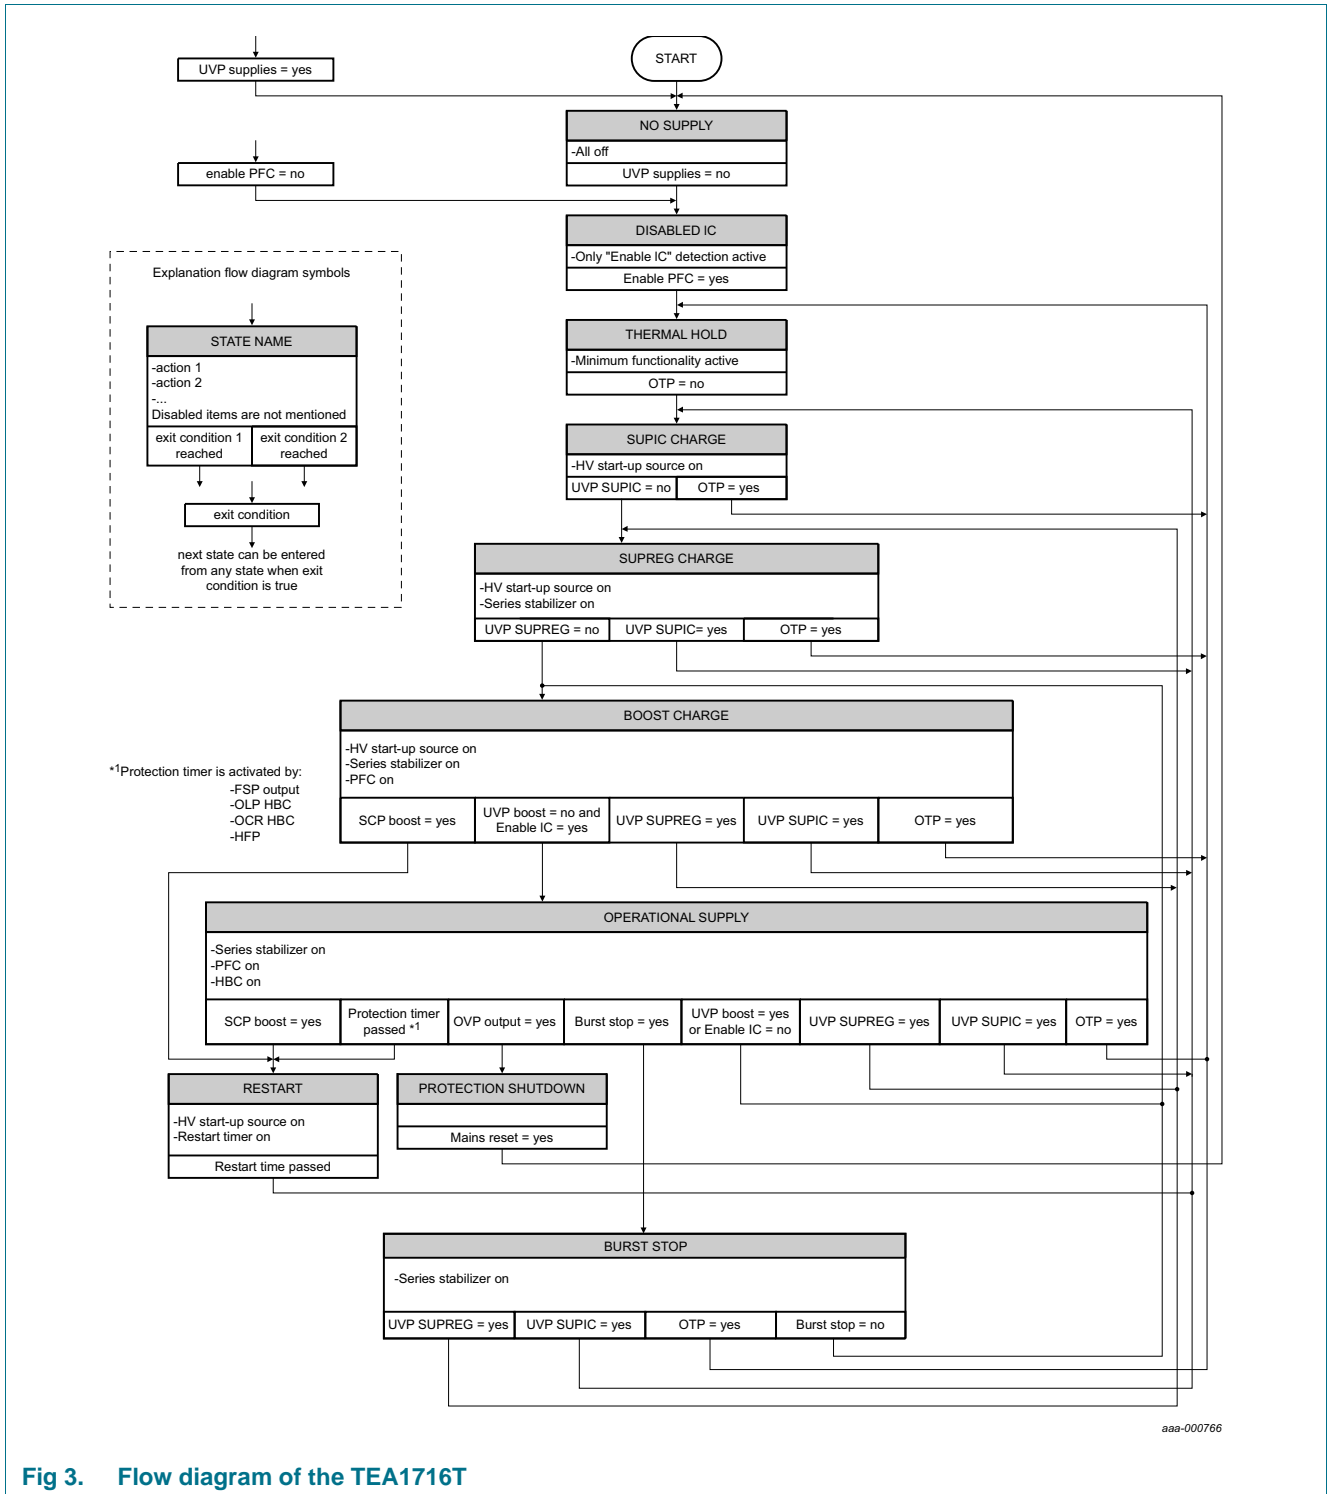 UVP supplies = yes
START
NO SUPPLY
-All off
UVP supplies = no
enable PFC = no
DISABLED IC
-Only "Enable IC" detection active
Enable PFC = yes
Explanation flow diagram symbols
STATE NAME
-action 1
-action 2
-...
Disabled items are not mentioned
exit condition 1
reached
exit condition 2
reached
exit condition
next state can be entered
from any state when exit
condition is true
THERMAL HOLD
-Minimum functionality active
OTP = no
SUPIC CHARGE
-HV start-up source on
UVP SUPIC = no
OTP = yes
SUPREG CHARGE
-HV start-up source on
-Series stabilizer on
UVP SUPREG = no
UVP SUPIC= yes
OTP = yes
BOOST CHARGE
-HV start-up source on
-Series stabilizer on
-PFC on
SCP boost = yes
UVP boost = no and
Enable IC = yes
UVP SUPREG = yes
UVP SUPIC = yes
OTP = yes
*1Protection timer is activated by:
-FSP output
-OLP HBC
-OCR HBC
-HFP
OPERATIONAL SUPPLY
-Series stabilizer on
-PFC on
-HBC on
SCP boost = yes
Protection timer
passed *1
OVP output = yes
Burst stop = yes
UVP boost = yes
or Enable IC = no
UVP SUPREG = yes
UVP SUPIC = yes
OTP = yes
RESTART
-HV start-up source on
-Restart timer on
Restart time passed
PROTECTION SHUTDOWN
Mains reset = yes
BURST STOP
-Series stabilizer on
UVP SUPREG = yes
UVP SUPIC = yes
OTP = yes
Burst stop = no
aaa-000766
Fig 3. Flow diagram of the TEA1716T